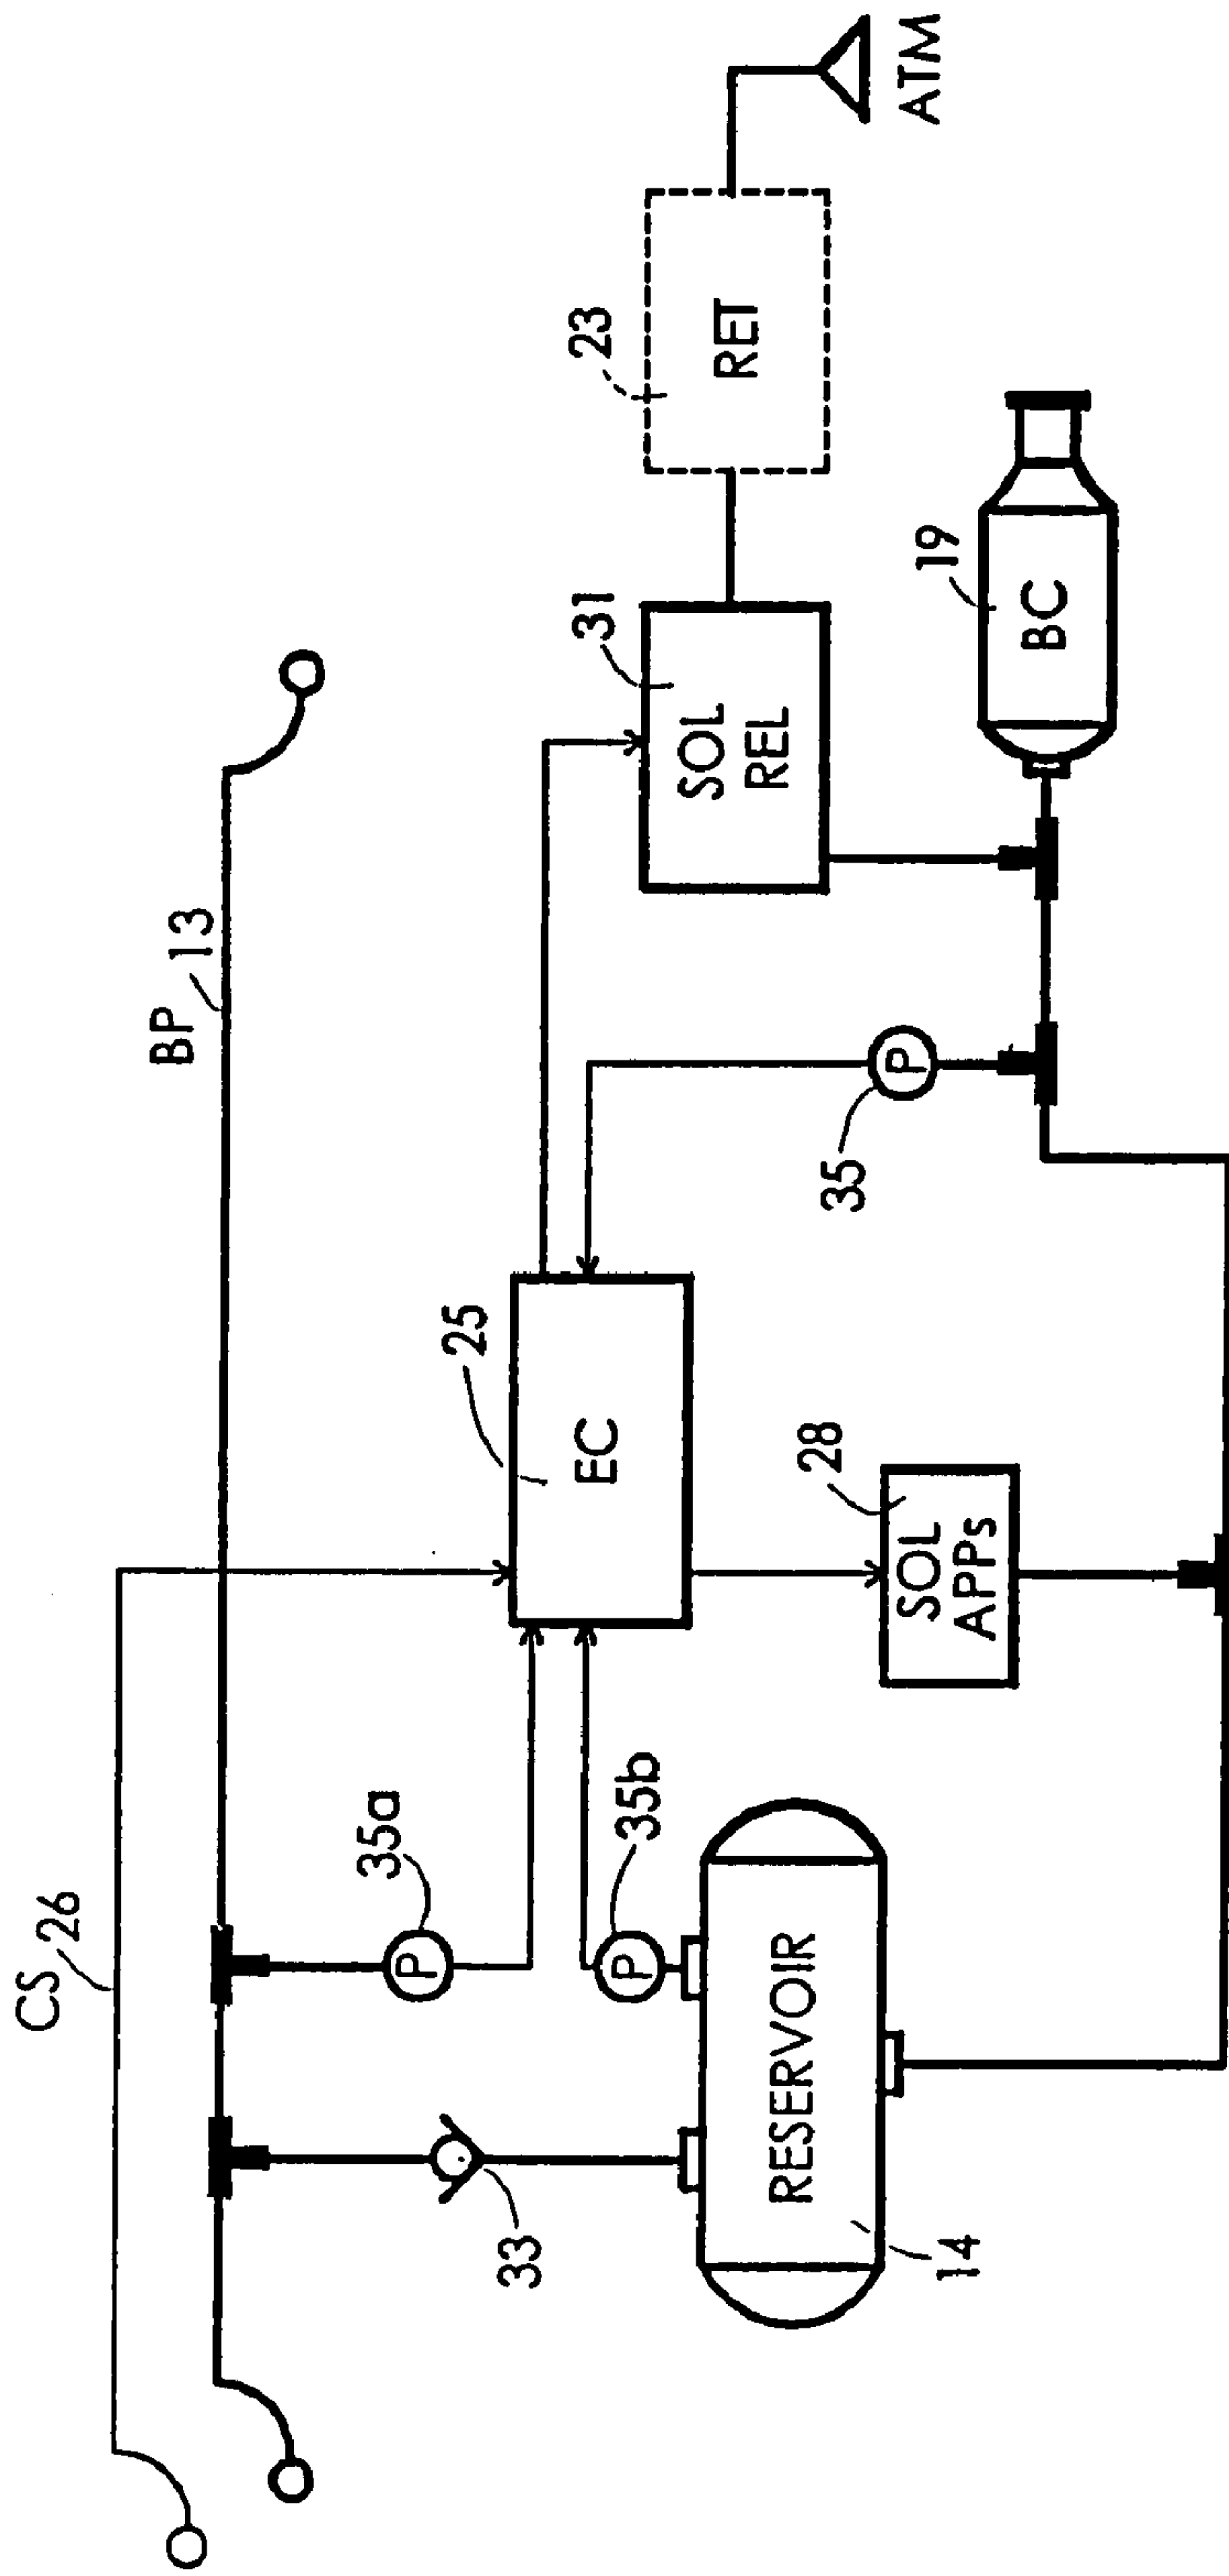 CS 26
BP 13
35a
33
35b
RESERVOIR
14
25
EC
28
SOL
APPs
35
P
P
P
31
SOL
REL
23
RET
ATM
19
BC